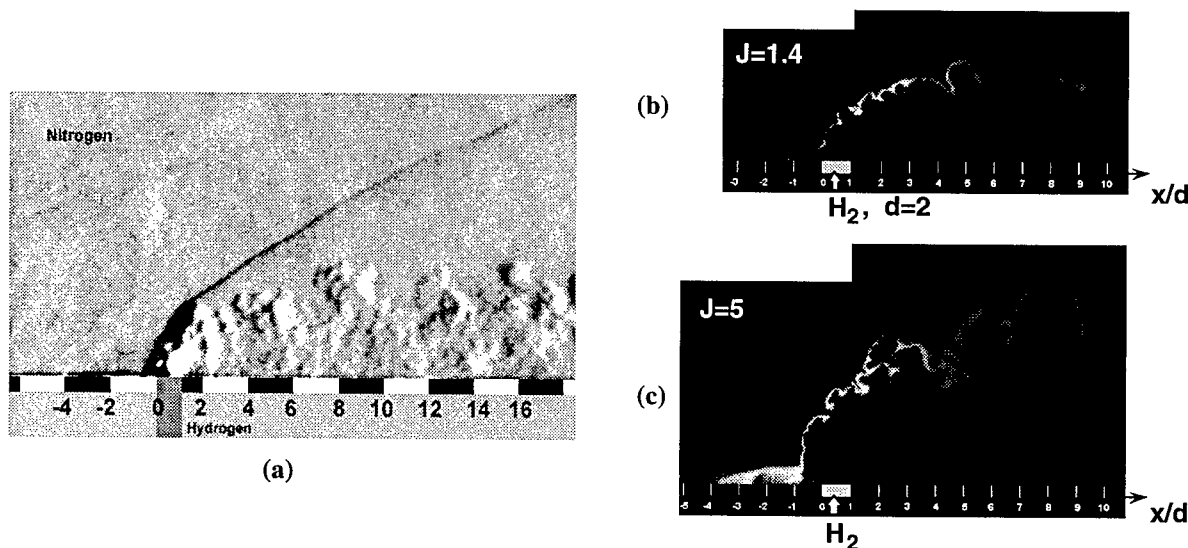 Nitrogen
-4 -2 0 2 4 6 8 10 12 14 16
Hydrogen
(a)
(b)
J=1.4
-3 -2 -1 0 1 2 3 4 5 6 7 8 9 10
x/d
H2, d=2
(c)
J=5
-5 -4 -3 -2 -1 0 1 2 3 4 5 6 7 8 9 10
x/d
H2